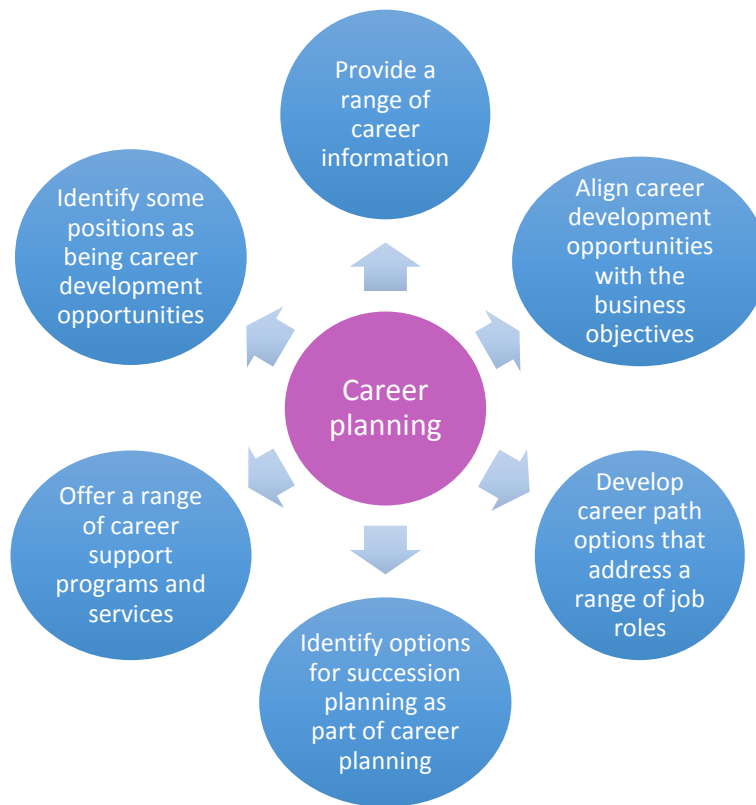 Provide a
range of
career
information
Align career
development
opportunities
with the
business
objectives
Develop
career path
options that
address a
range of job
roles
Identify options
for succession
planning as
part of career
planning
Offer a range
of career
support
programs and
services
Identify some
positions as
being career
development
opportunities
Career
planning